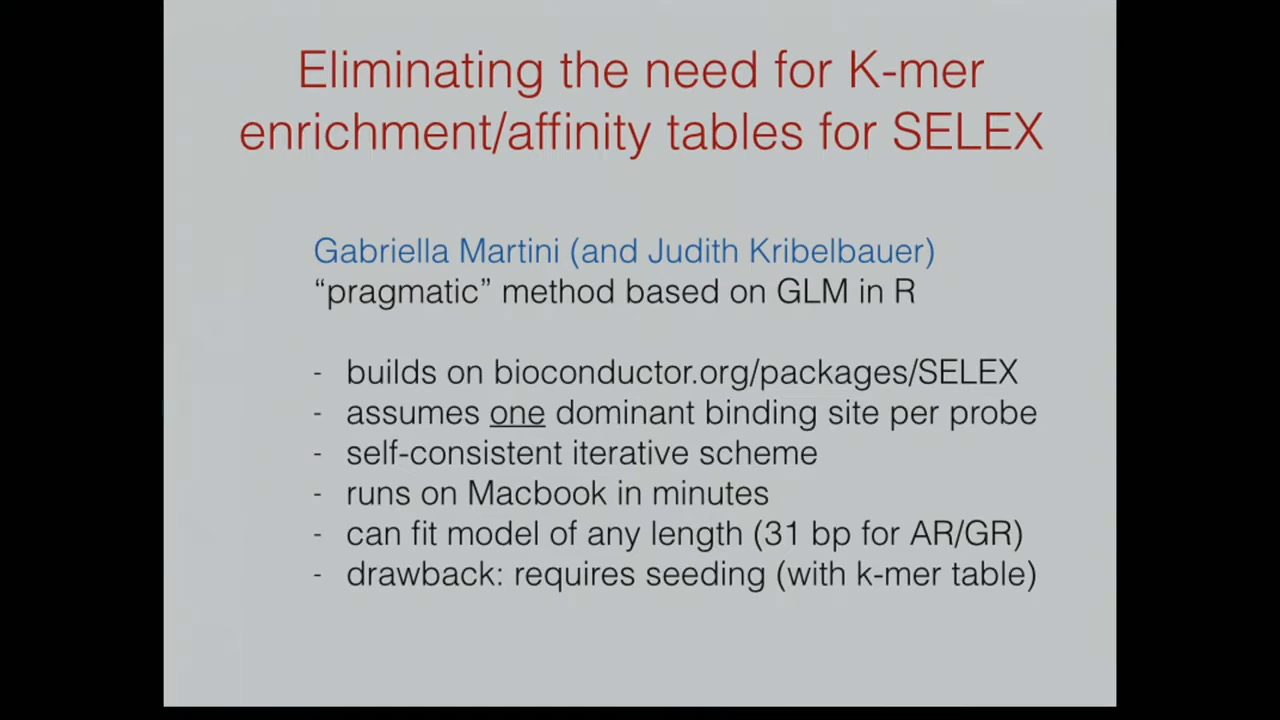 Eliminating the need for K-mer
enrichment/affinity tables for SELEX
Gabriella Martini (and Judith Kribelbauer)
“pragmatic” method based on GLM in R
- builds on bioconductor.org/packages/SELEX
- assumes one dominant binding site per probe
- self-consistent iterative scheme
- runs on Macbook in minutes
- can fit model of any length (31 bp for AR/GR)
- drawback: requires seeding (with k-mer table)